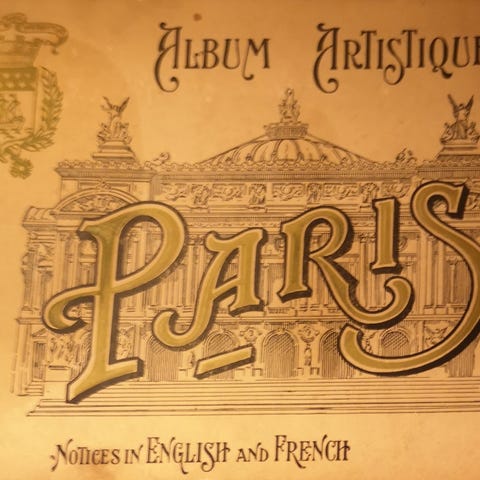 ALBUM ARTISTIQUE
PARIS
NOTICES IN ENGLISH AND FRENCH